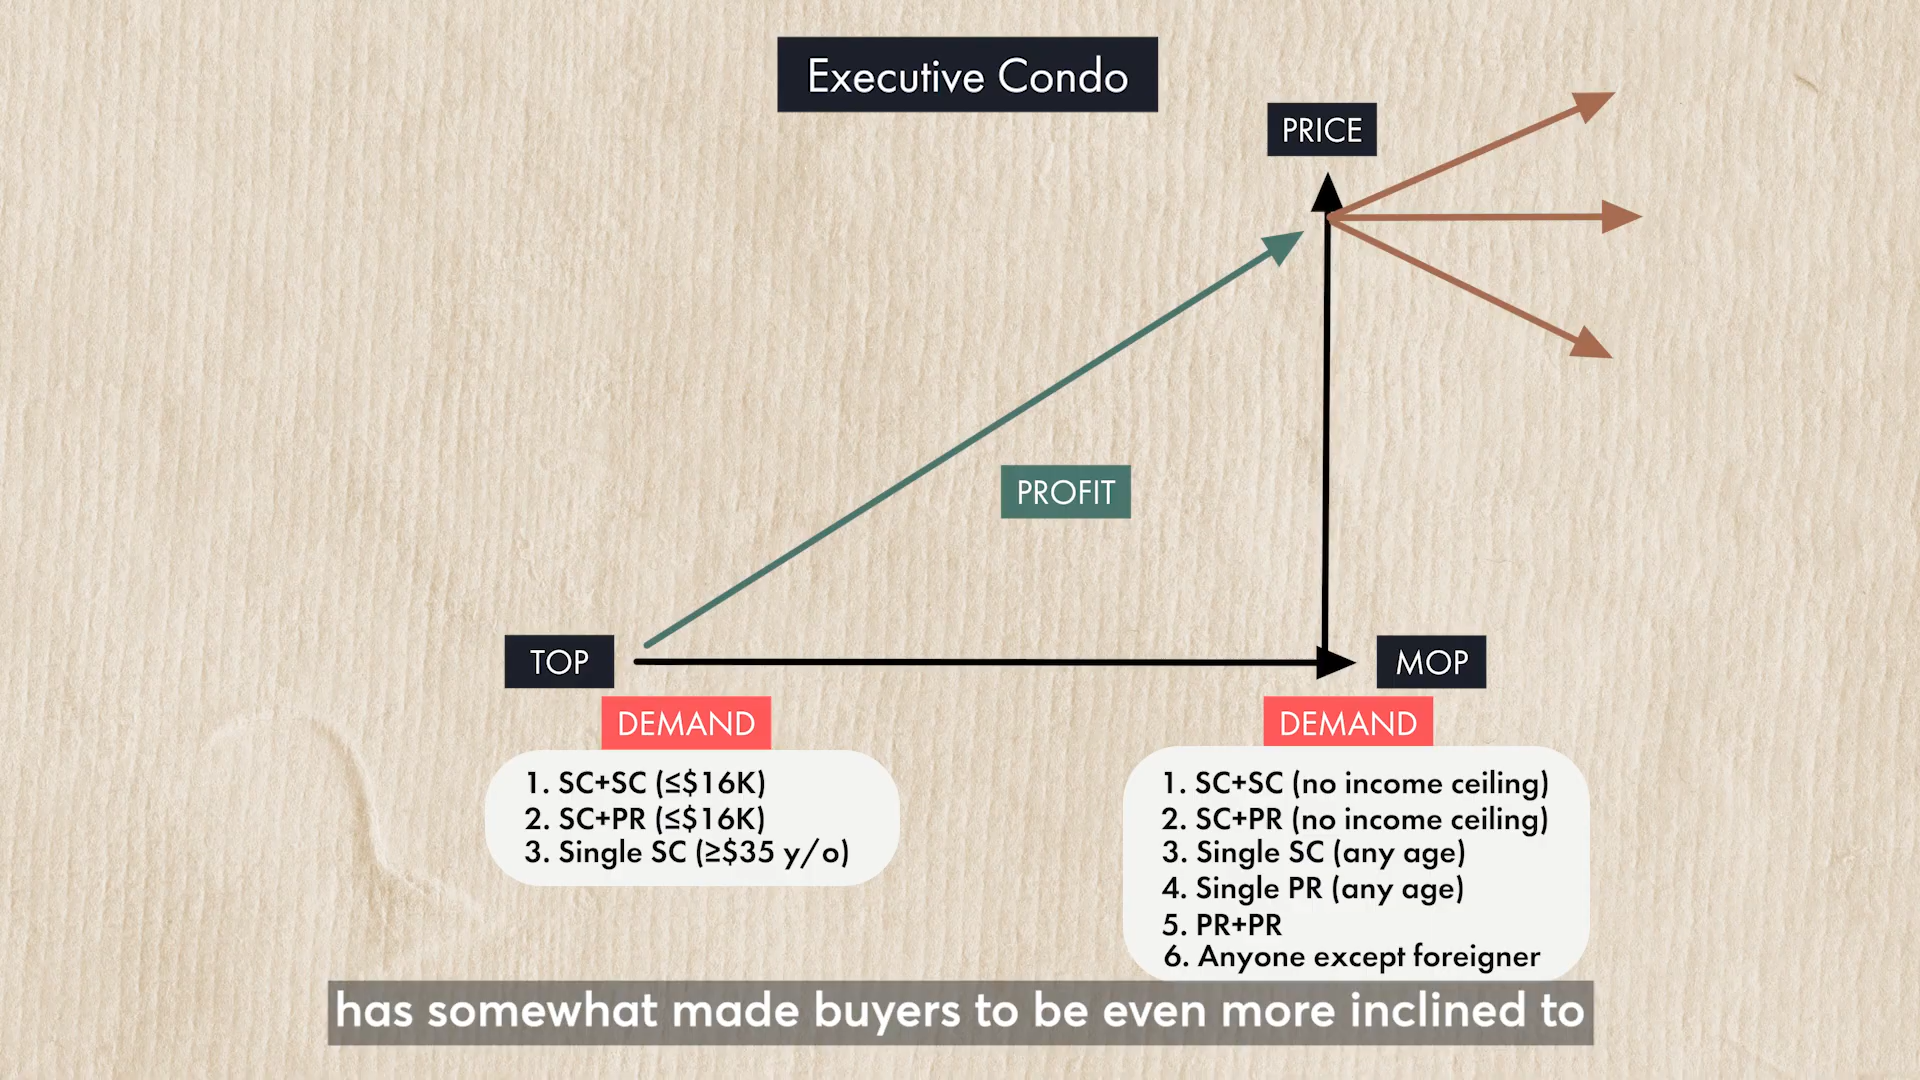 Executive Condo
PRICE
PROFIT
TOP
MOP
DEMAND
1. SC+SC (≤$16K)
2. SC+PR (≤$16K)
3. Single SC (≥$35 y/o)
DEMAND
1. SC+SC (no income ceiling)
2. SC+PR (no income ceiling)
3. Single SC (any age)
4. Single PR (any age)
5. PR+PR
6. Anyone except foreigner
has somewhat made buyers to be even more inclined to